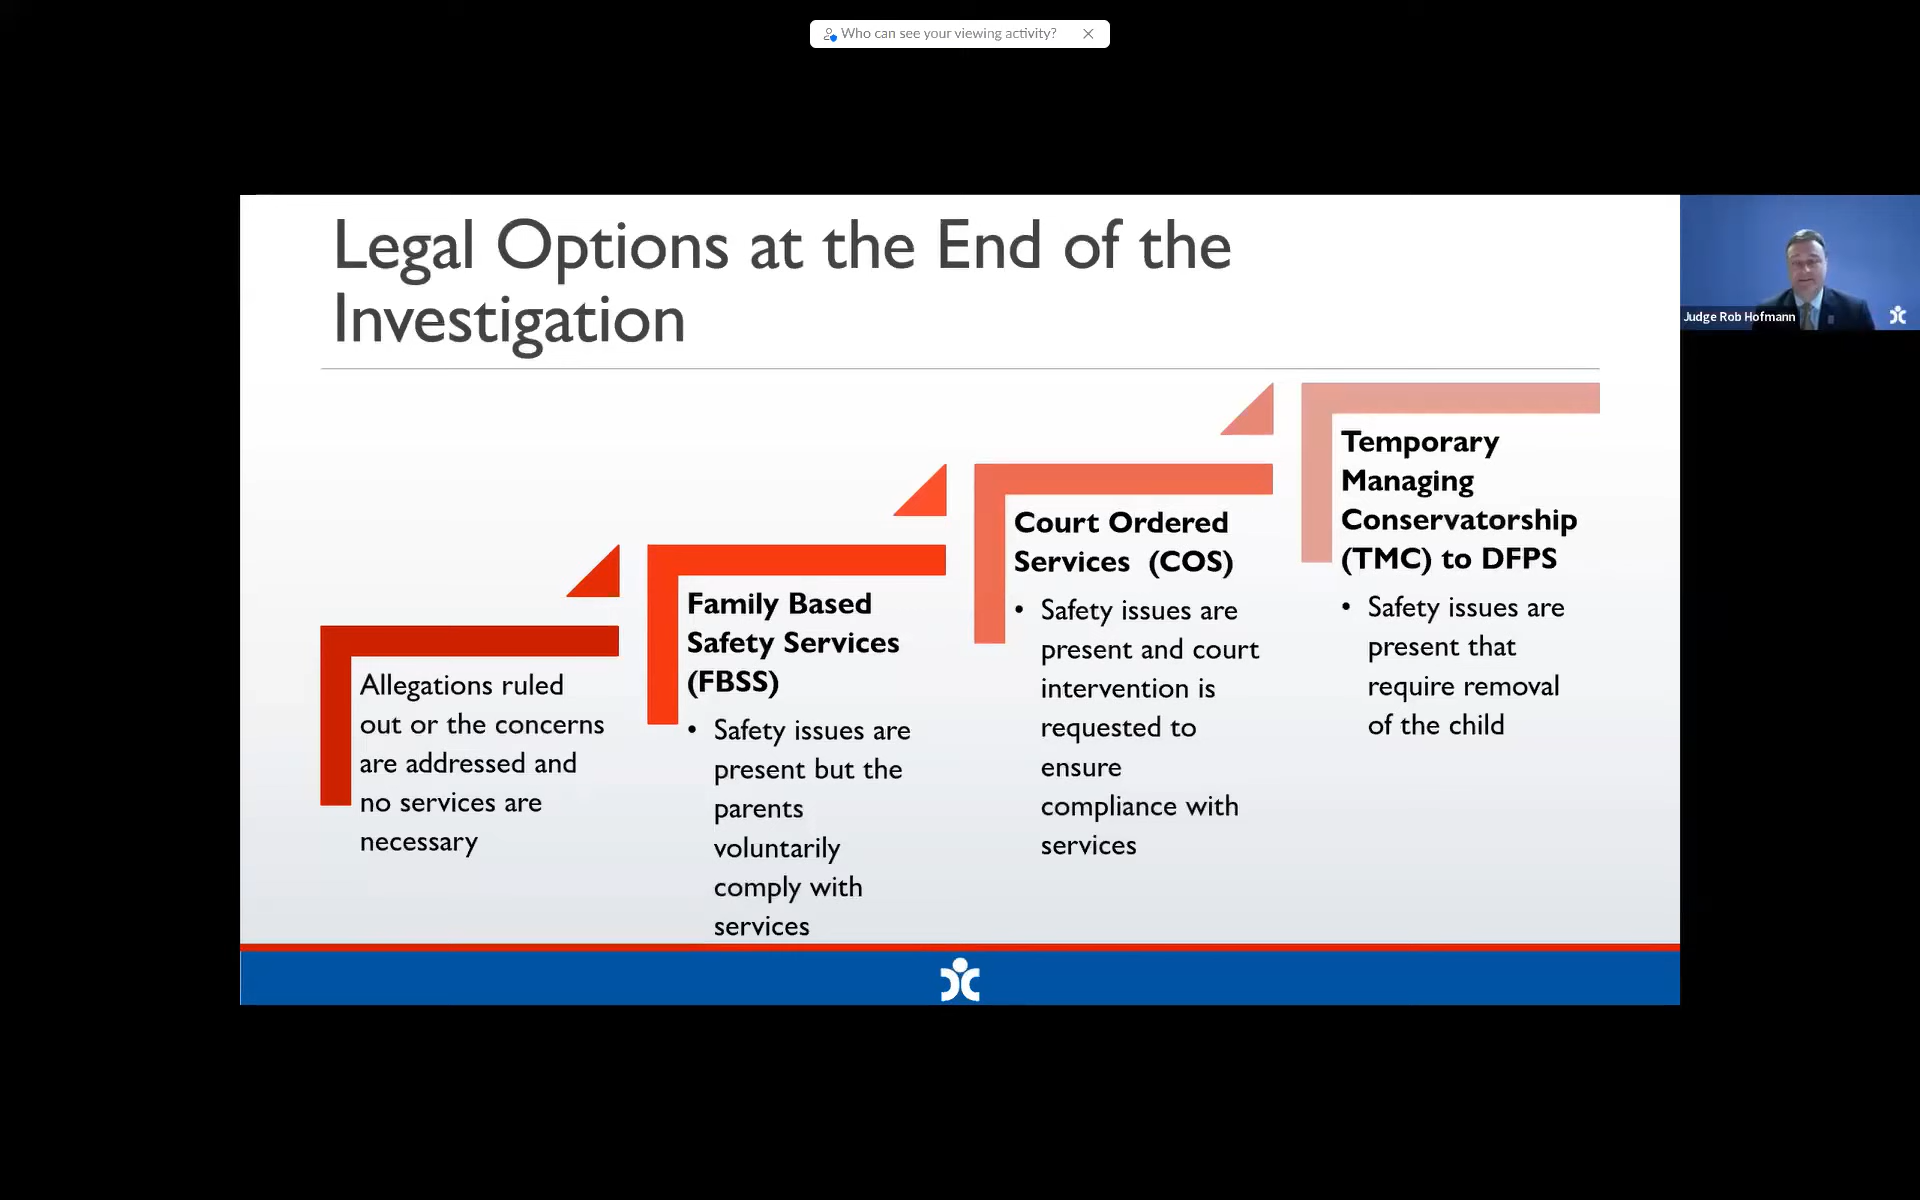 Who can see your viewing activity?
Legal Options at the End of the
Investigation
Judge Rob Hofmann
Allegations ruled
out or the concerns
are addressed and
no services are
necessary
Family Based
Safety Services
(FBSS)
• Safety issues are
present but the
parents
voluntarily
comply with
services
Court Ordered
Services (COS)
• Safety issues are
present and court
intervention is
requested to
ensure
compliance with
services
Temporary
Managing
Conservatorship
(TMC) to DFPS
• Safety issues are
present that
require removal
of the child